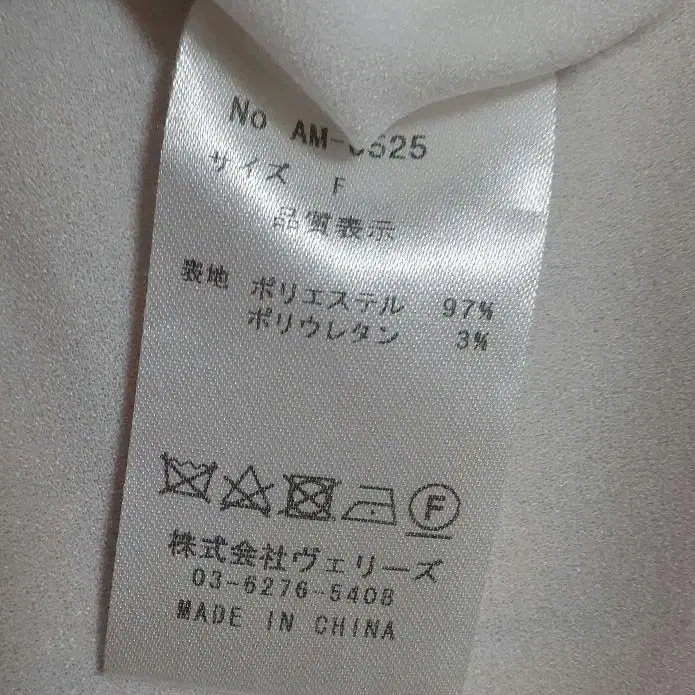 No
サイズ F
品質表示
表地 ポリエステル 97%
ポリウレタン 3%
F
株式会社ヴェリーズ
03-6276-5408
MADE IN CHINA